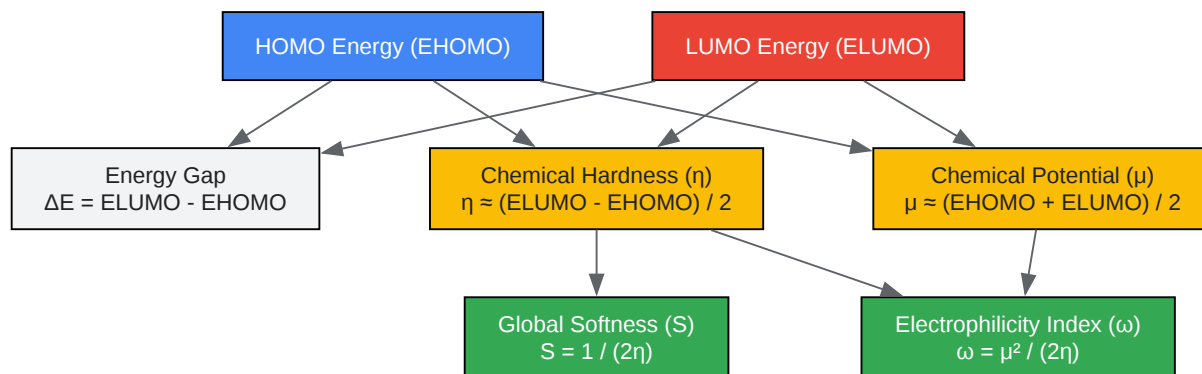 HOMO Energy (EHOMO)
LUMO Energy (ELUMO)
Energy Gap
ΔE = ELUMO - EHOMO
Chemical Hardness (η)
η ≈ (ELUMO - EHOMO) / 2
Chemical Potential (μ)
μ ≈ (EHOMO + ELUMO) / 2
Global Softness (S)
S = 1 / (2η)
Electrophilicity Index (ω)
ω = μ² / (2η)